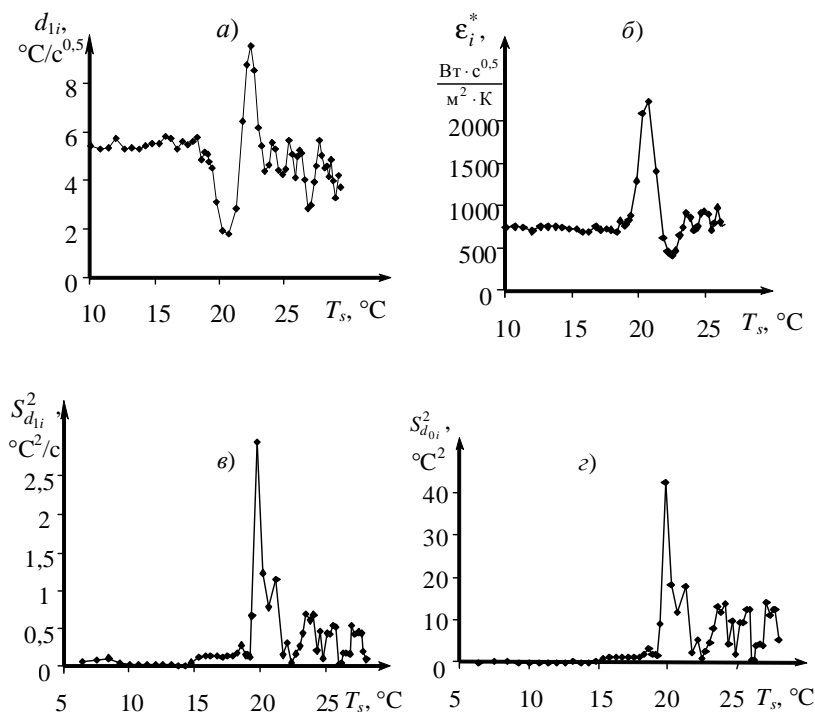 d₁ᵢ,
°C/c⁰,⁵
а)
8
6
4
2
0
10 15 20 25 Tₛ, °C
εᵢ*,
Вт·с⁰,⁵
м²·К
б)
2000
1500
1000
500
0
10 15 20 25 Tₛ, °C
S²d₁ᵢ,
°C²/c
в)
2,5
2
1,5
1
0,5
0
5 10 15 20 25 Tₛ, °C
S²d₀ᵢ,
°C²
г)
40
30
20
10
0
5 10 15 20 25 Tₛ, °C